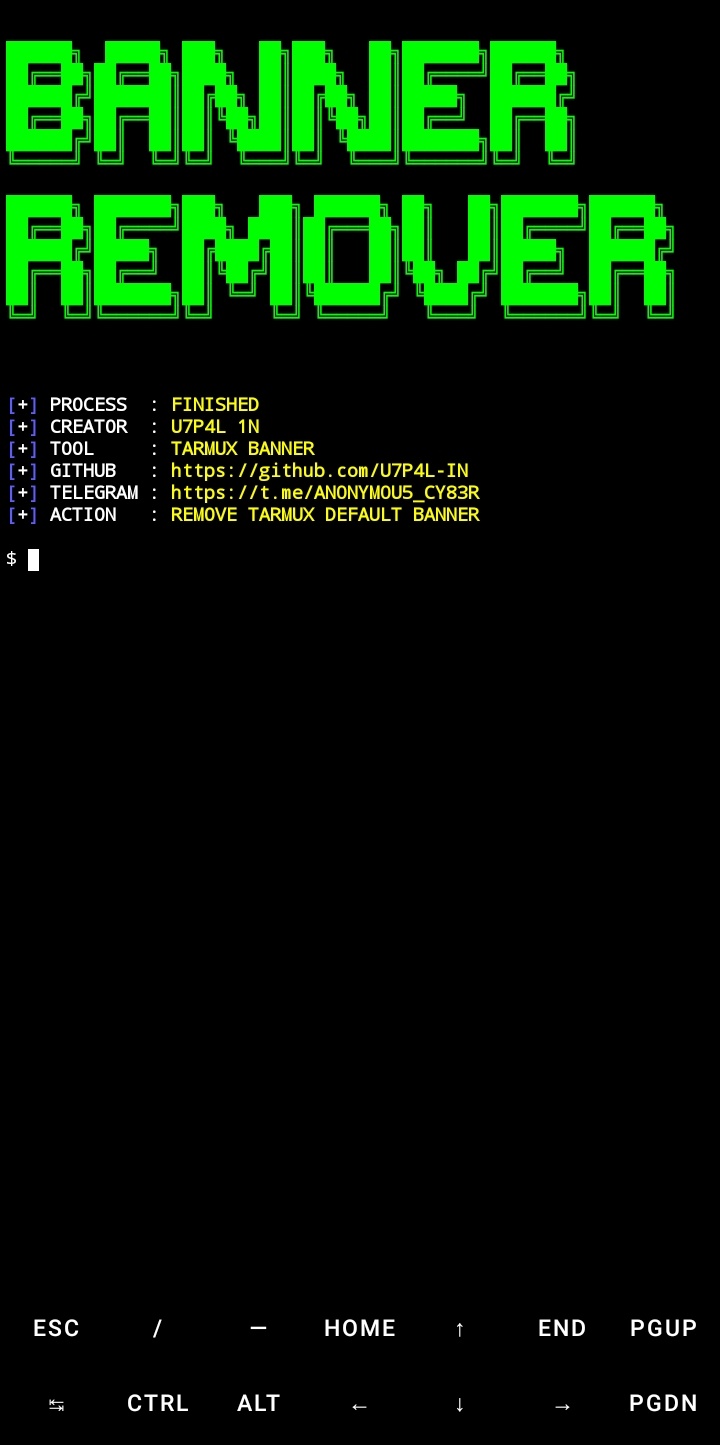 BANNER
REMOVER
[+] PROCESS : FINISHED
[+] CREATOR : U7P4L 1N
[+] TOOL : TARMUX BANNER
[+] GITHUB : https://github.com/U7P4L-IN
[+] TELEGRAM : https://t.me/ANONYMOU5_CY83R
[+] ACTION : REMOVE TARMUX DEFAULT BANNER
$
ESC / — HOME ↑ END PGUP
↹ CTRL ALT ← ↓ → PGDN